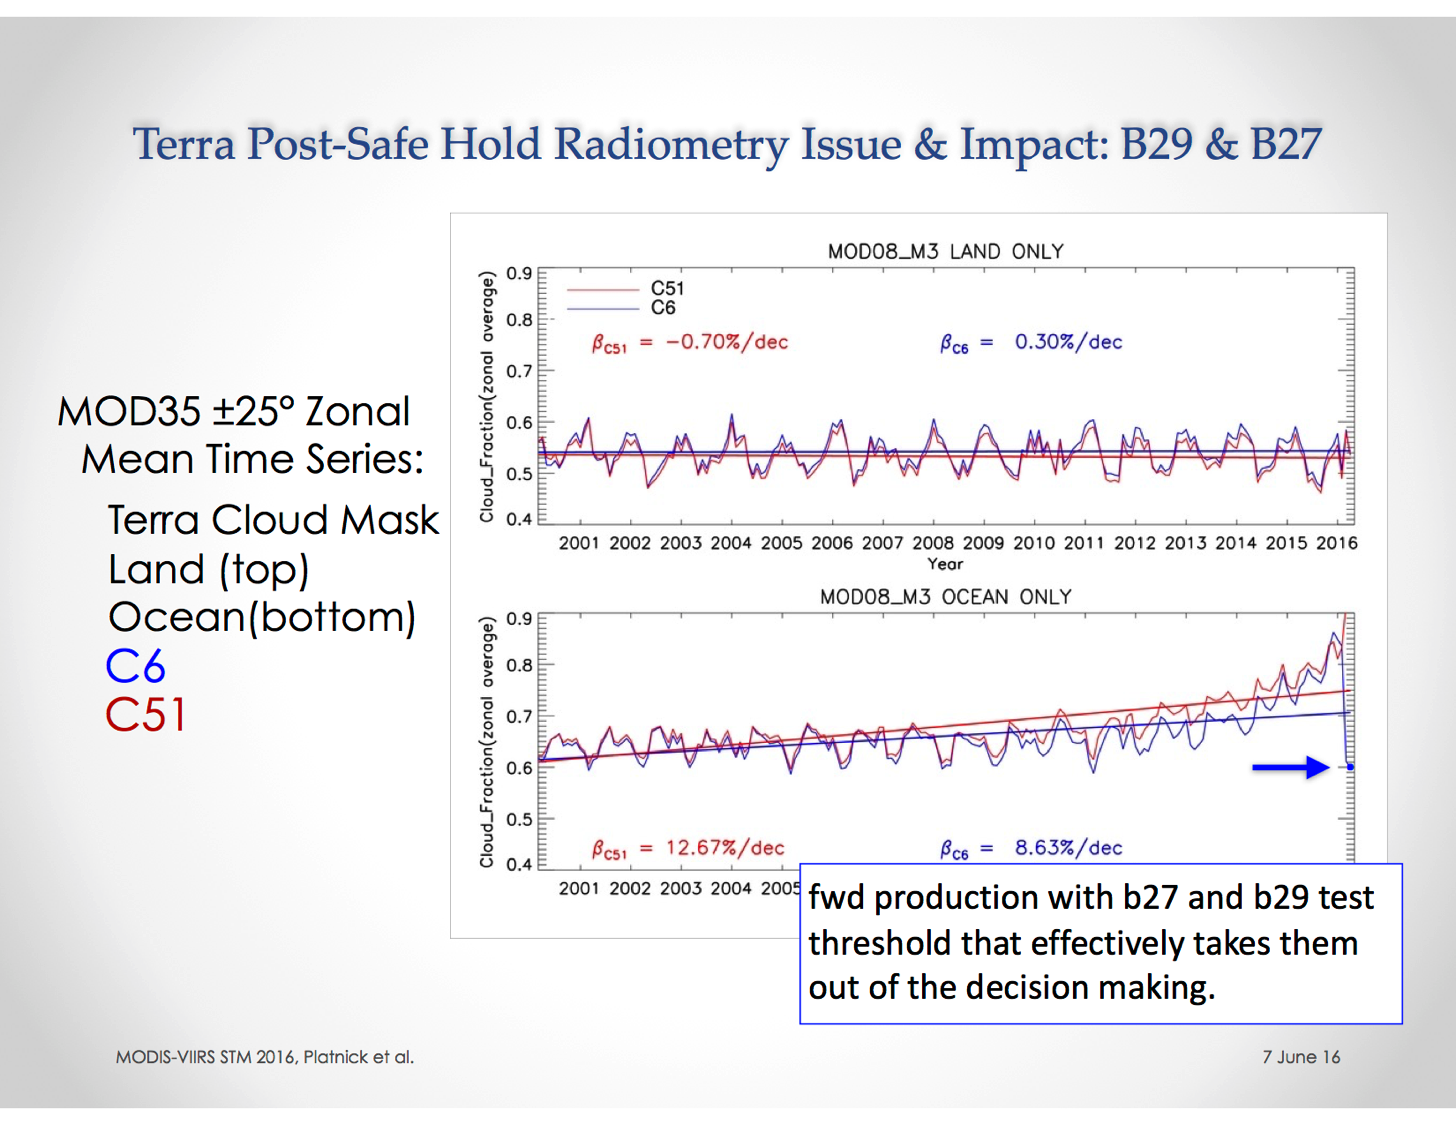 Terra Post-Safe Hold Radiometry Issue & Impact: B29 & B27
MOD35 ±25° Zonal
Mean Time Series:
Terra Cloud Mask
Land (top)
Ocean(bottom)
C6
C51
MOD08_M3 LAND ONLY
C51
C6
βC51 = −0.70%/dec
βC6 = 0.30%/dec
Cloud_Fraction(zonal average)
0.9
0.8
0.7
0.6
0.5
0.4
2001 2002 2003 2004 2005 2006 2007 2008 2009 2010 2011 2012 2013 2014 2015 2016
Year
MOD08_M3 OCEAN ONLY
Cloud_Fraction(zonal average)
0.9
0.8
0.7
0.6
0.5
0.4
βC51 = 12.67%/dec
βC6 = 8.63%/dec
2001 2002 2003 2004 2005
fwd production with b27 and b29 test
threshold that effectively takes them
out of the decision making.
MODIS-VIIRS STM 2016, Platnick et al.
7 June 16